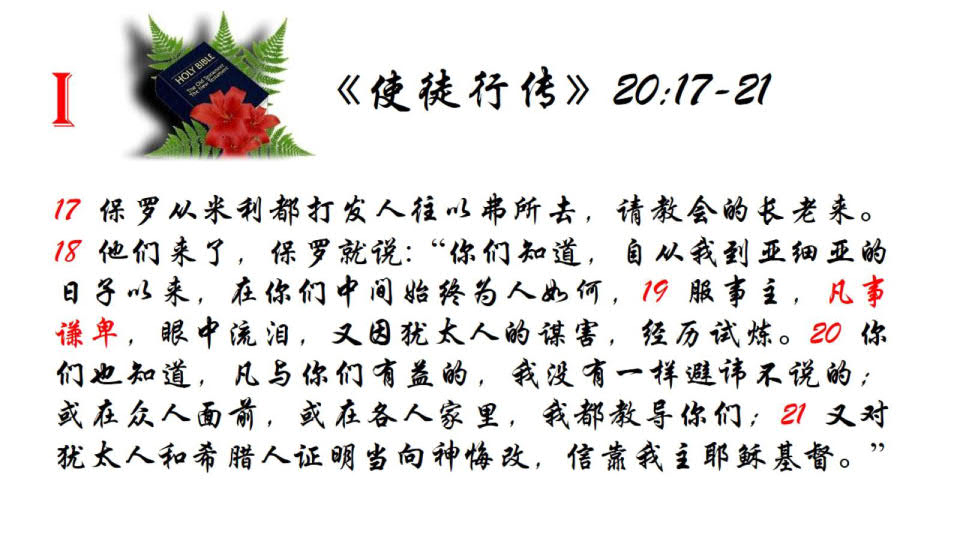 I
HOLY BIBLE
The Old Testament
The New Testament
《使徒行传》20:17-21
17 保罗从米利都打发人往以弗所去，请教会的长老来。
18 他们来了，保罗就说：“你们知道，自从我到亚细亚的
日子以来，在你们中间始终为人如何，19 服事主，凡事
谦卑，眼中流泪，又因犹太人的谋害，经历试炼。20 你
们也知道，凡与你们有益的，我没有一样避讳不说的；
或在众人面前，或在各人家里，我都教导你们；21 又对
犹太人和希腊人证明当向神悔改，信靠我主耶稣基督。”